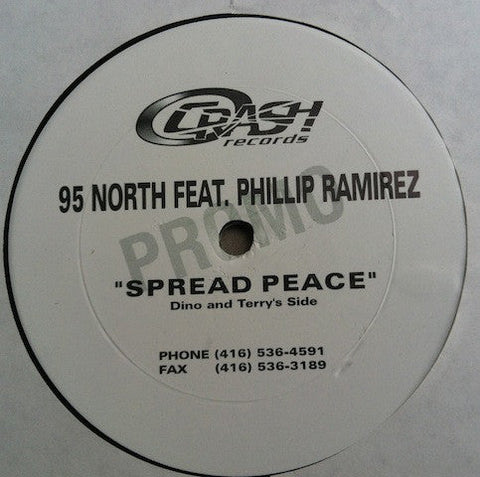 CRASH
records
95 NORTH FEAT. PHILLIP RAMIREZ
PROMO
"SPREAD PEACE"
Dino and Terry's Side
PHONE (416) 536-4591
FAX (416) 536-3189